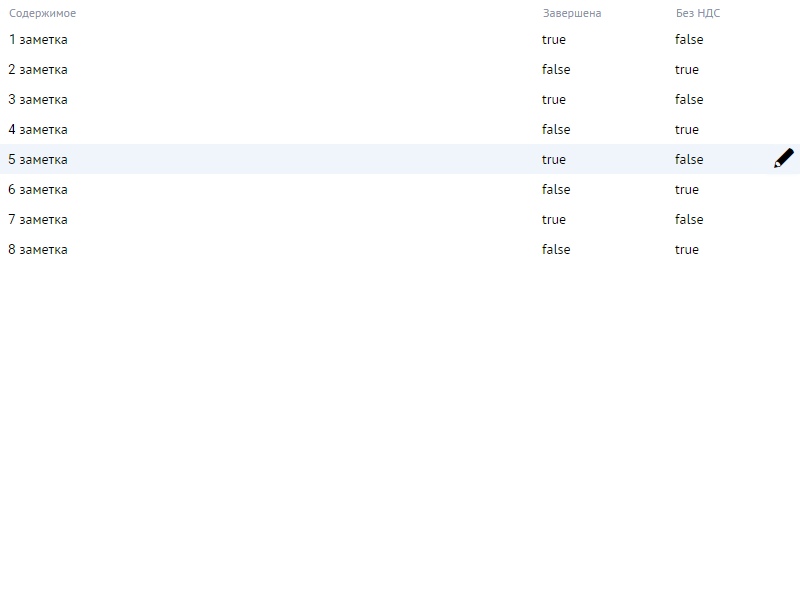 Содержимое Завершена Без НДС
1 заметка true false
2 заметка false true
3 заметка true false
4 заметка false true
5 заметка true false
6 заметка false true
7 заметка true false
8 заметка false true